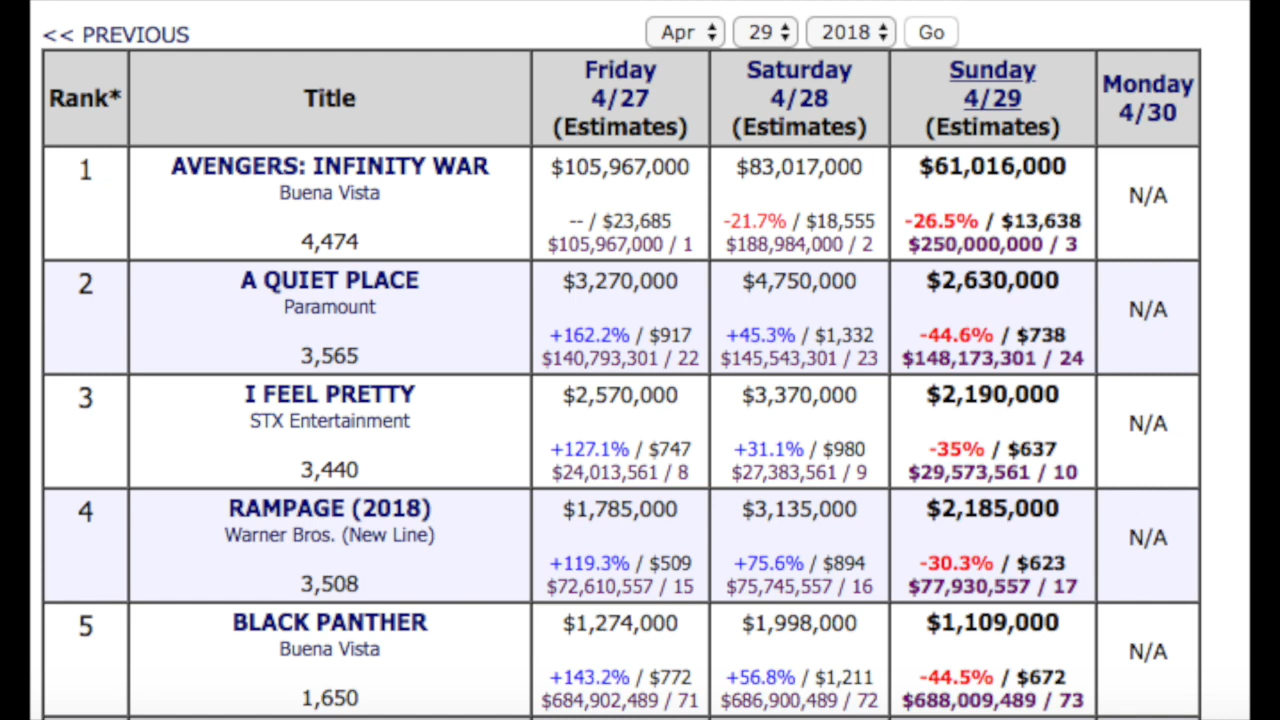 << PREVIOUS
Apr 29 2018 Go
Rank* Title Friday 4/27 (Estimates) Saturday 4/28 (Estimates) Sunday 4/29 (Estimates) Monday 4/30
1 AVENGERS: INFINITY WAR $105,967,000 $83,017,000 $61,016,000 N/A
Buena Vista
-- / $23,685 -21.7% / $18,555 -26.5% / $13,638
4,474 $105,967,000 / 1 $188,984,000 / 2 $250,000,000 / 3
2 A QUIET PLACE $3,270,000 $4,750,000 $2,630,000 N/A
Paramount
+162.2% / $917 +45.3% / $1,332 -44.6% / $738
3,565 $140,793,301 / 22 $145,543,301 / 23 $148,173,301 / 24
3 I FEEL PRETTY $2,570,000 $3,370,000 $2,190,000 N/A
STX Entertainment
+127.1% / $747 +31.1% / $980 -35% / $637
3,440 $24,013,561 / 8 $27,383,561 / 9 $29,573,561 / 10
4 RAMPAGE (2018) $1,785,000 $3,135,000 $2,185,000 N/A
Warner Bros. (New Line)
+119.3% / $509 +75.6% / $894 -30.3% / $623
3,508 $72,610,557 / 15 $75,745,557 / 16 $77,930,557 / 17
5 BLACK PANTHER $1,274,000 $1,998,000 $1,109,000 N/A
Buena Vista
+143.2% / $772 +56.8% / $1,211 -44.5% / $672
1,650 $684,902,489 / 71 $686,900,489 / 72 $688,009,489 / 73